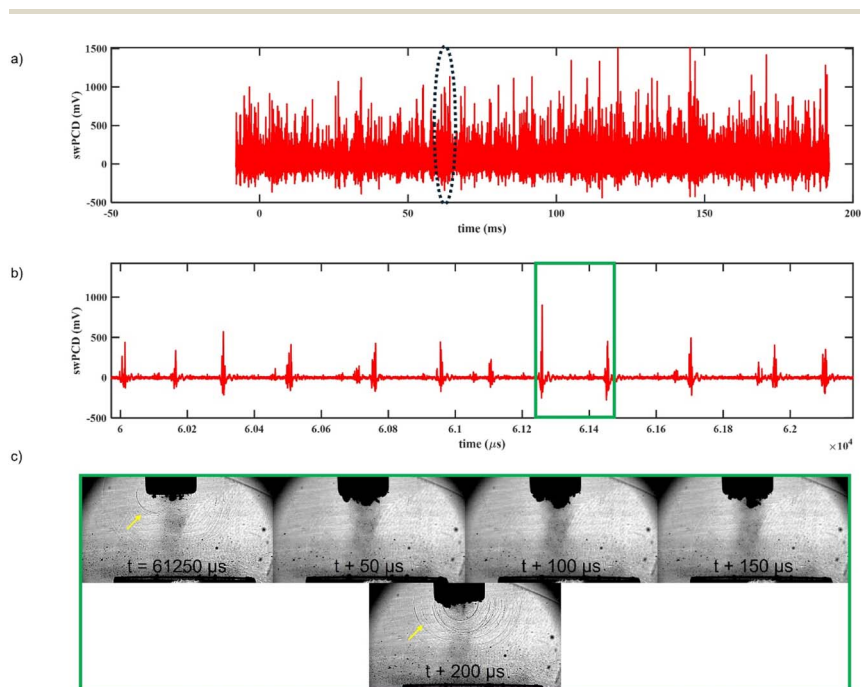 a)
swPCD (mV)
1500
1000
500
0
-500
-50 0 50 100 150 200
time (ms)
b)
swPCD (mV)
1000
500
0
-500
6 6.02 6.04 6.06 6.08 6.1 6.12 6.14 6.16 6.18 6.2
time (μs) ×10⁴
c)
t = 61250 μs t + 50 μs t + 100 μs t + 150 μs
t + 200 μs